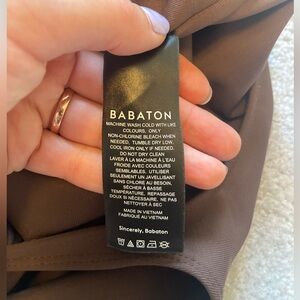 BABATON
MACHINE WASH COLD WITH LIKE
COLOURS, ONLY
NON-CHLORINE BLEACH WHEN
NEEDED, TUMBLE DRY LOW,
COOL IRON ONLY IF NEEDED,
DO NOT DRY CLEAN
LAVER À LA MACHINE À L'EAU
FROIDE AVEC COULEURS
SEMBLABLES, UTILISER
SEULEMENT UN JAVELLISANT
SANS CHLORE AU BESOIN,
SÉCHER À BASSE
TEMPÉRATURE, REPASSAGE
DOUX SI NÉCESSAIRE, NE PAS
NETTOYER À SEC
MADE IN VIETNAM
FABRIQUÉ AU VIETNAM
Sincerely, Babaton